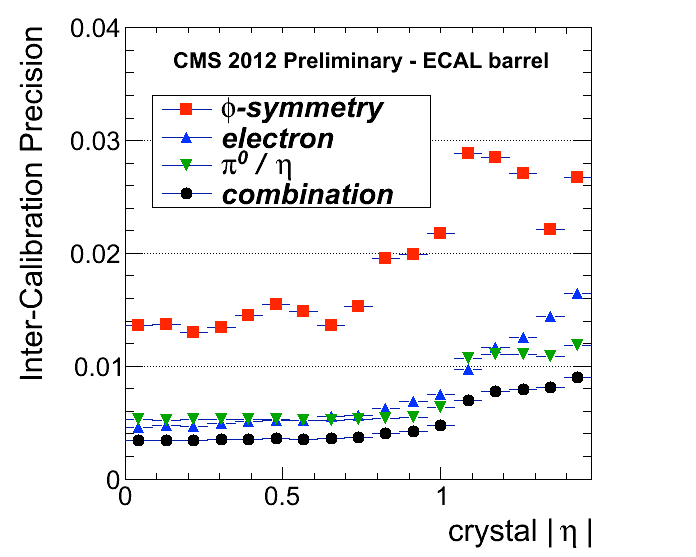 0.04
CMS 2012 Preliminary - ECAL barrel
ϕ-symmetry
electron
π⁰ / η
combination
Inter-Calibration Precision
0.03
0.02
0.01
0
0
0.5
1
crystal | η |